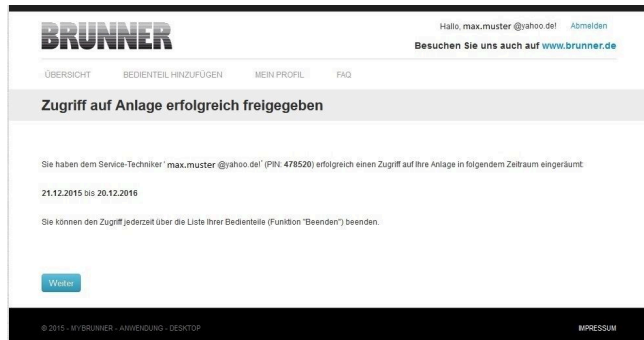 BRUNNER
Hallo, max.muster @yahoo.de! Abmelden
Besuchen Sie uns auch auf www.brunner.de
ÜBERSICHT BEDIENTEIL HINZUFÜGEN MEIN PROFIL FAQ
Zugriff auf Anlage erfolgreich freigegeben
Sie haben dem Service-Techniker ' max.muster @yahoo.de!' (PIN: 478520) erfolgreich einen Zugriff auf Ihre Anlage in folgendem Zeitraum eingeräumt:
21.12.2015 bis 20.12.2016
Sie können den Zugriff jederzeit über die Liste Ihrer Bedienteile (Funktion "Beenden") beenden.
Weiter
© 2015 - MYBRUNNER - ANWENDUNG - DESKTOP IMPRESSUM